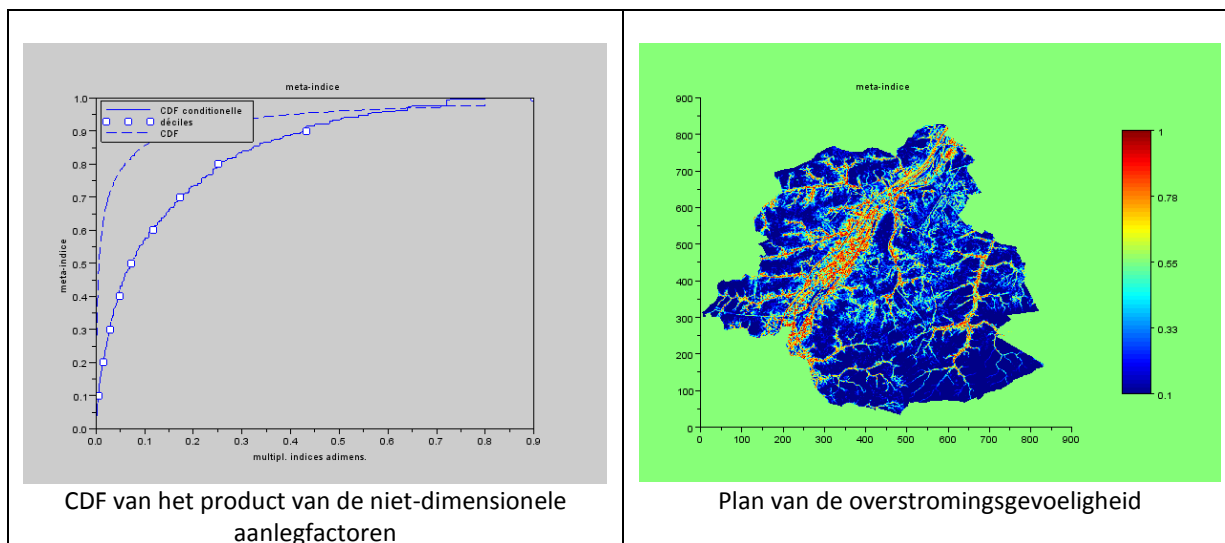 meta-indice
1.0
0.9
0.8
0.7
0.6
0.5
0.4
0.3
0.2
0.1
0.0
meta-indice
CDF conditionelle
déciles
CDF
0.0 0.1 0.2 0.3 0.4 0.5 0.6 0.7 0.8 0.9
multipl. indices adimens.
CDF van het product van de niet-dimensionele
aanlegfactoren
meta-indice
900
800
700
600
500
400
300
200
100
0
0 100 200 300 400 500 600 700 800 900
1
0.78
0.55
0.33
0.1
Plan van de overstromingsgevoeligheid